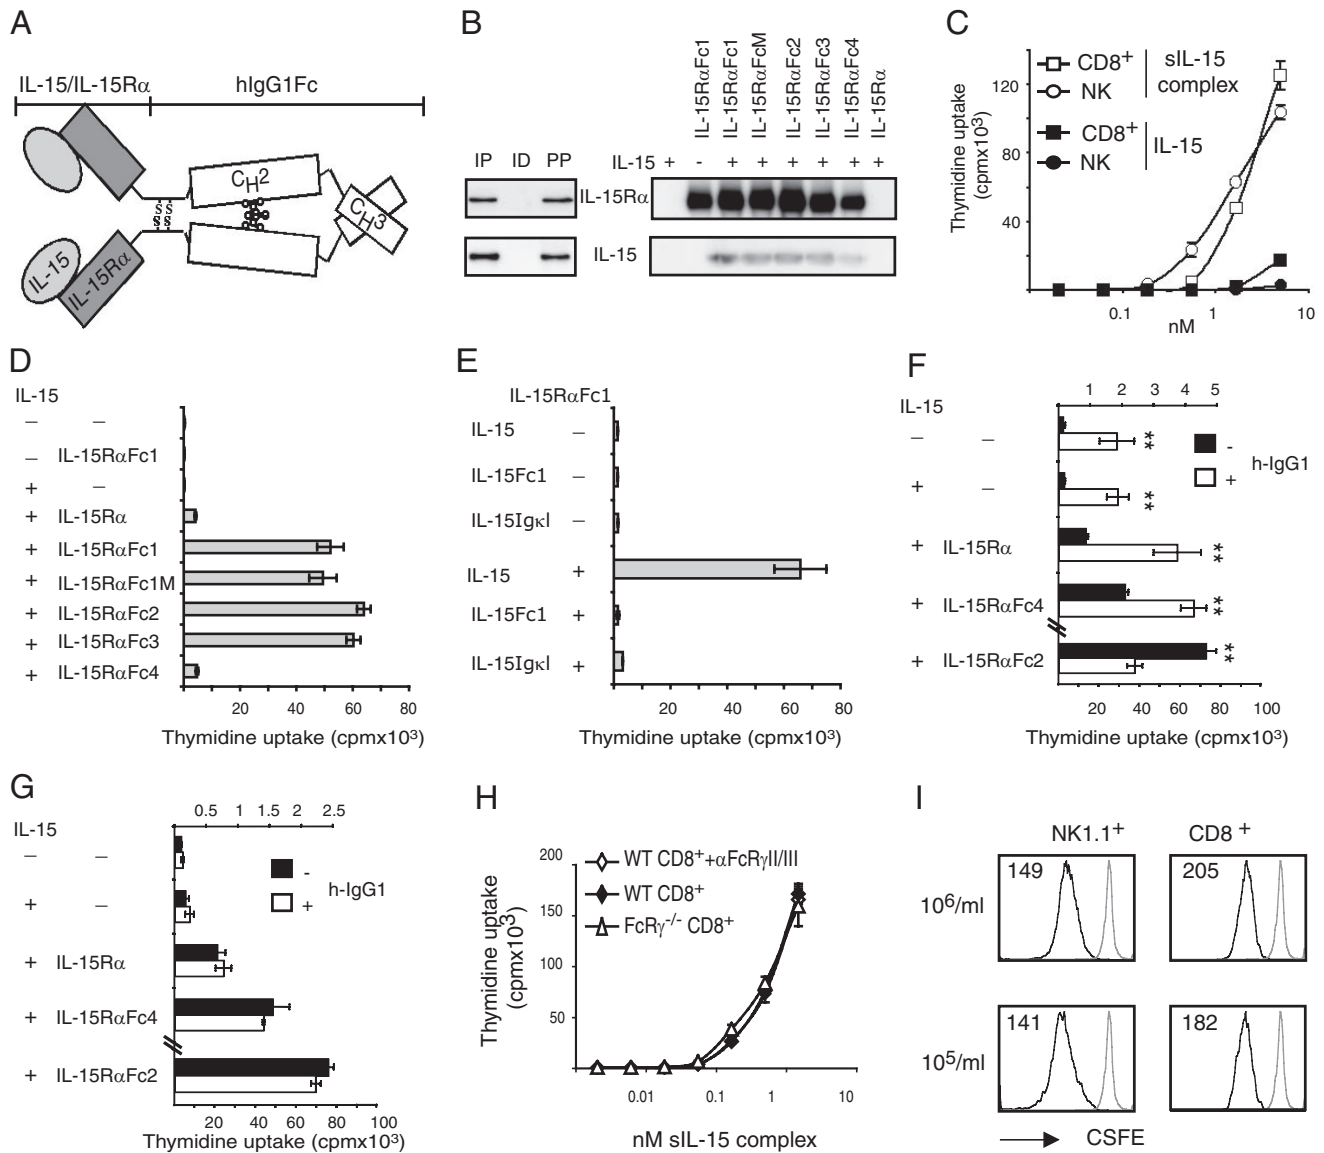 A
IL-15/IL-15Rα hIgG1Fc
CH2
CH3
S S
S S
IL-15
IL-15Rα
B
IL-15RαFc1
IL-15RαFc1
IL-15RαFcM
IL-15RαFc2
IL-15RαFc3
IL-15RαFc4
IL-15Rα
IP ID PP IL-15 + - + + + + + +
IL-15Rα
IL-15
C
CD8+
NK
sIL-15 complex
CD8+
NK
IL-15
Thymidine uptake
(cpmx10³)
120
80
40
0.1 1 10
nM
D
IL-15
– –
– IL-15RαFc1
+ –
+ IL-15Rα
+ IL-15RαFc1
+ IL-15RαFc1M
+ IL-15RαFc2
+ IL-15RαFc3
+ IL-15RαFc4
20 40 60 80
Thymidine uptake (cpmx10³)
E
IL-15RαFc1
IL-15 –
IL-15Fc1 –
IL-15Igκl –
IL-15 +
IL-15Fc1 +
IL-15Igκl +
20 40 60 80
Thymidine uptake (cpmx10³)
F
1 2 3 4 5
IL-15
– – **
+ – **
+ IL-15Rα **
+ IL-15RαFc4 **
+ IL-15RαFc2 **
-
+
h-IgG1
20 40 60 80 100
Thymidine uptake (cpmx10³)
G
0.5 1 1.5 2 2.5
IL-15
– –
+ –
+ IL-15Rα
+ IL-15RαFc4
+ IL-15RαFc2
-
+
h-IgG1
20 40 60 80 100
Thymidine uptake (cpmx10³)
H
WT CD8++αFcRγII/III
WT CD8+
FcRγ-/- CD8+
Thymidine uptake
(cpmx10³)
200
150
100
50
0.01 0.1 1 10
nM sIL-15 complex
I
NK1.1+ CD8 +
10⁶/ml 149 205
10⁵/ml 141 182
CSFE